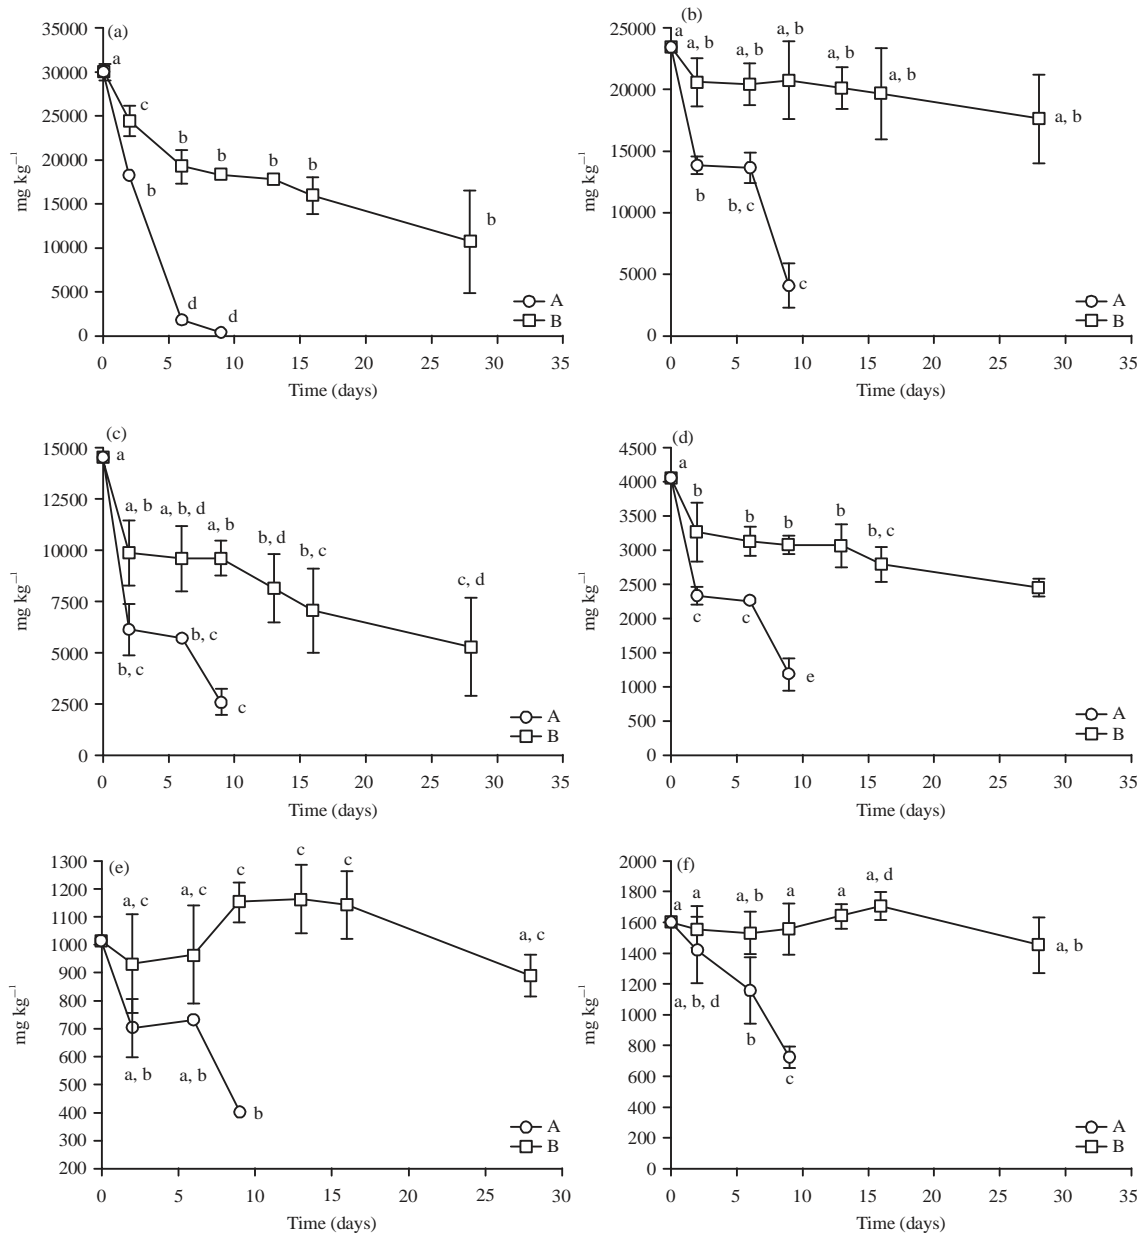 (a)
35000
30000
25000
20000
15000
10000
5000
0
mg kg⁻¹
a
c
b
b
b
b
b
b
d
d
A
B
0 5 10 15 20 25 30 35
Time (days)
(b)
25000
20000
15000
10000
5000
0
mg kg⁻¹
a
a, b
a, b
a, b
a, b
a, b
a, b
b
b, c
c
A
B
0 5 10 15 20 25 30 35
Time (days)
(c)
15000
12500
10000
7500
5000
2500
0
mg kg⁻¹
a
a, b
a, b, d
a, b
b, d
b, c
c, d
b, c
b, c
c
A
B
0 5 10 15 20 25 30 35
Time (days)
(d)
4500
4000
3500
3000
2500
2000
1500
1000
500
0
mg kg⁻¹
a
b
b
b
b
b, c
c
c
e
A
B
0 5 10 15 20 25 30 35
Time (days)
(e)
1300
1200
1100
1000
900
800
700
600
500
400
300
200
mg kg⁻¹
a, c
a, c
c
c
c
a, c
a, b
a, b
b
A
B
0 5 10 15 20 25 30
Time (days)
(f)
2000
1800
1600
1400
1200
1000
800
600
400
200
0
mg kg⁻¹
a
a
a, b
a
a
a, d
a, b
a, b, d
b
c
A
B
0 5 10 15 20 25 30 35
Time (days)